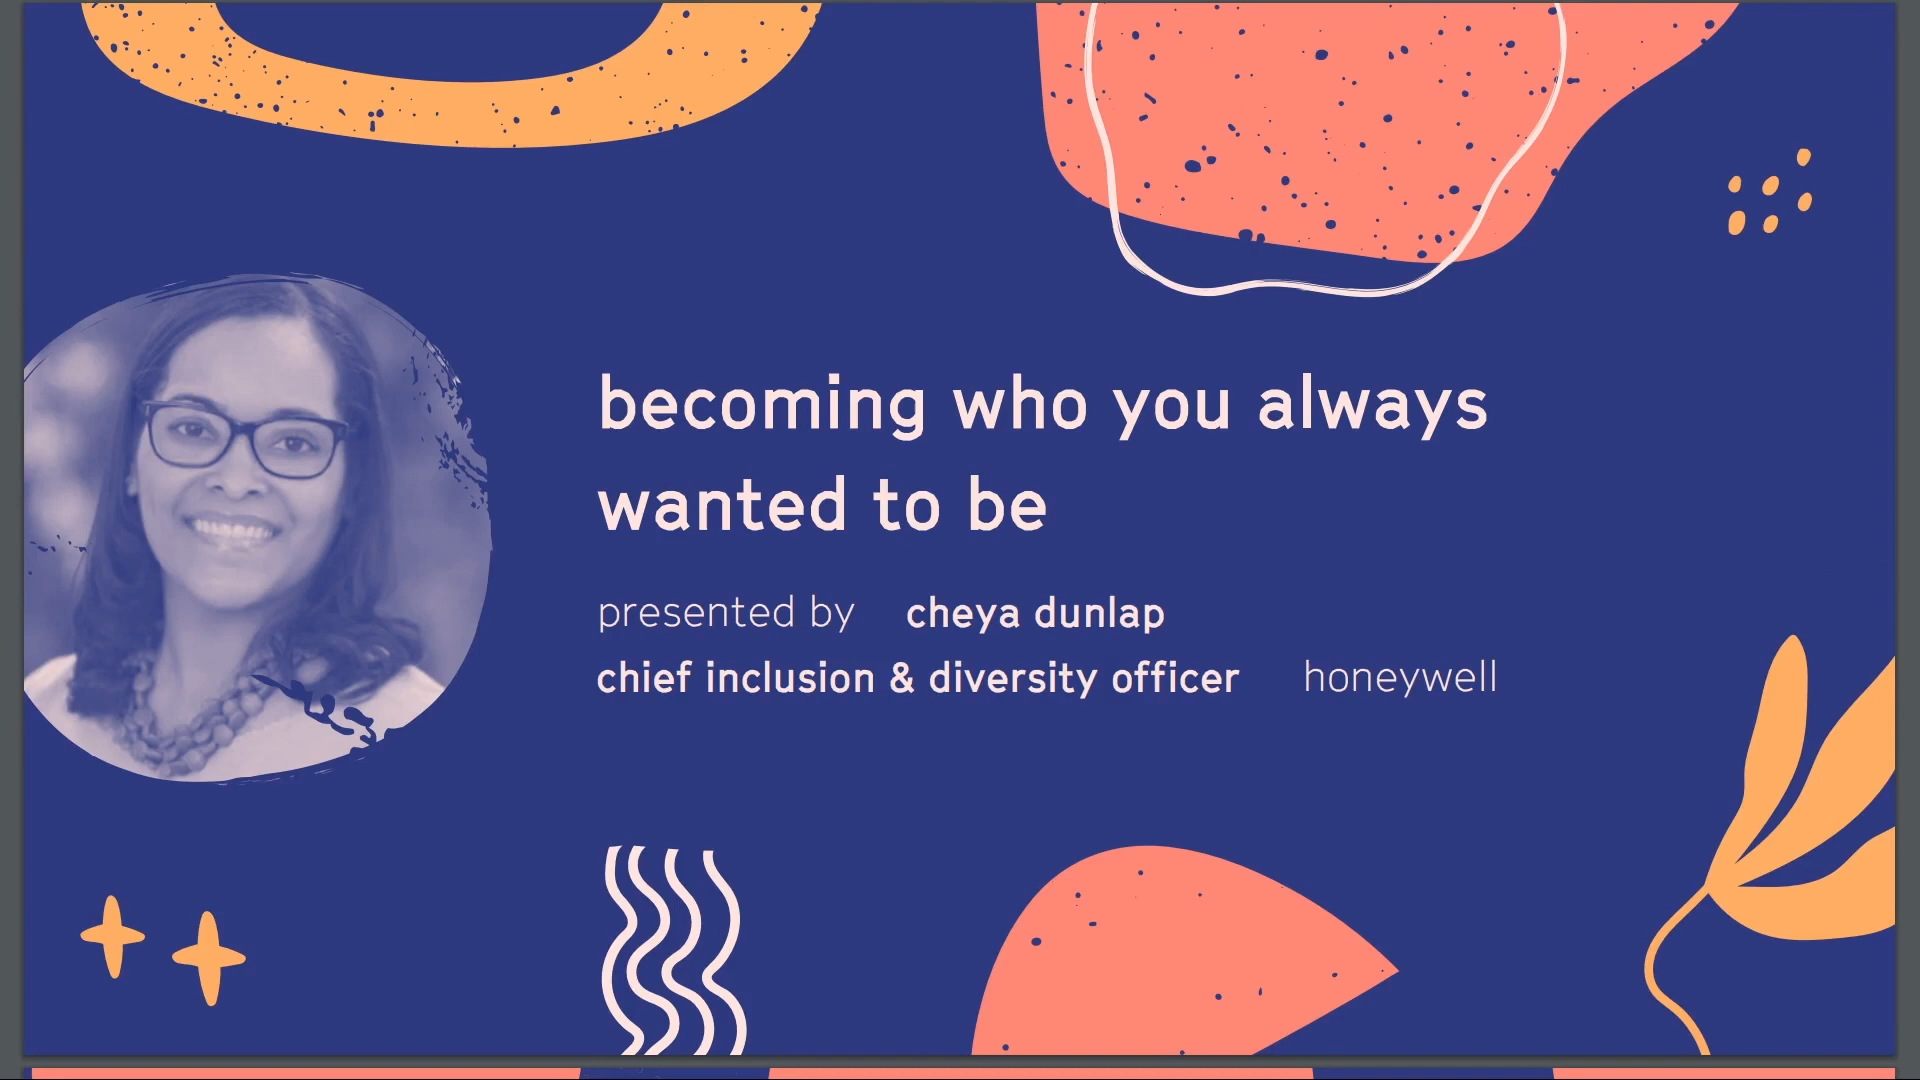 becoming who you always
wanted to be
presented by cheya dunlap
chief inclusion & diversity officer honeywell